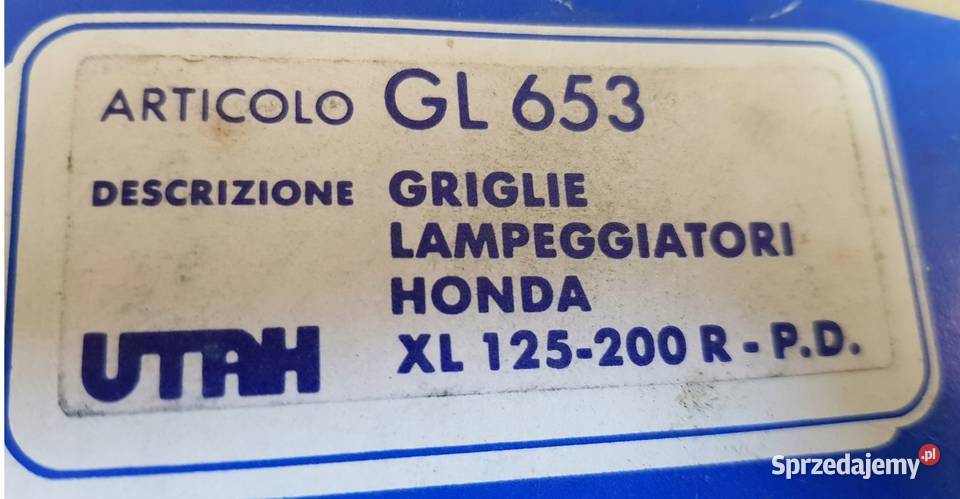 ARTICOLO GL 653
DESCRIZIONE GRIGLIE
LAMPEGGIATORI
HONDA
UTAH XL 125-200 R - P.D.
Sprzedajemy.pl